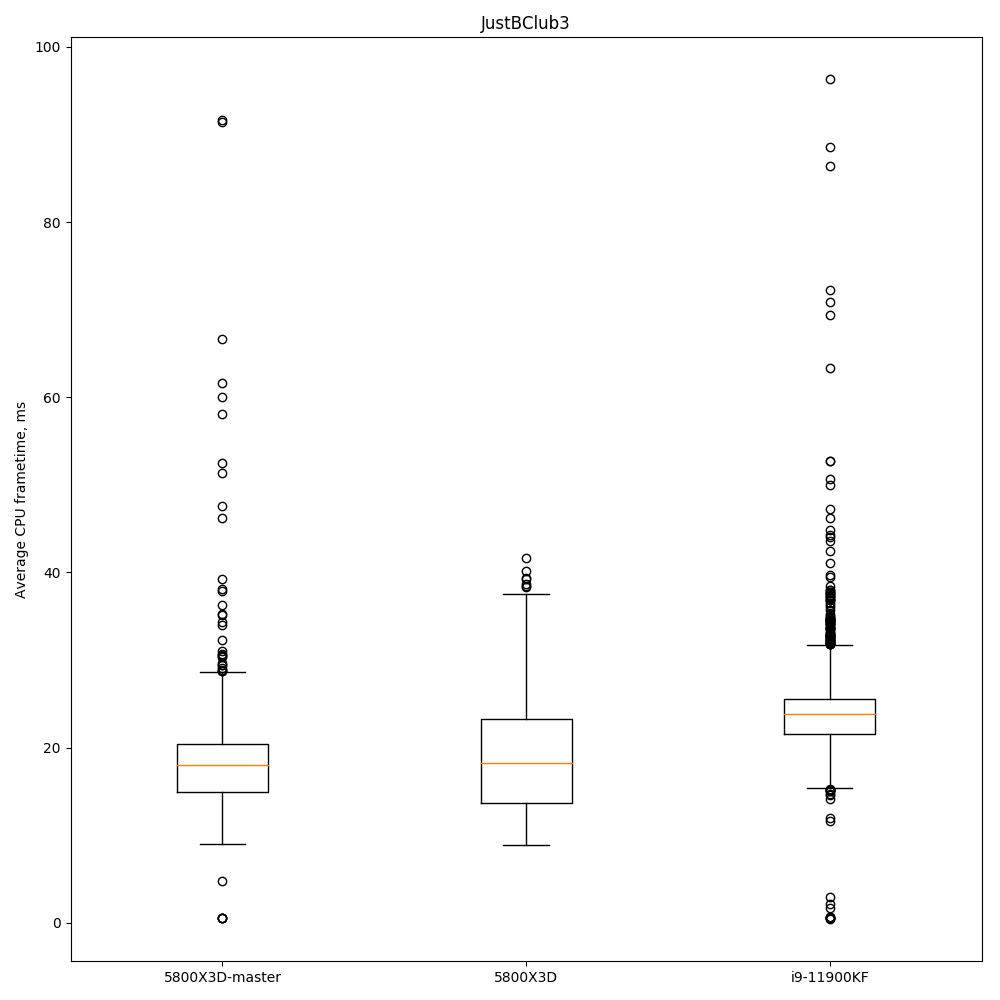 JustBClub3
100
80
60
40
20
0
Average CPU frametime, ms
5800X3D-master
5800X3D
i9-11900KF